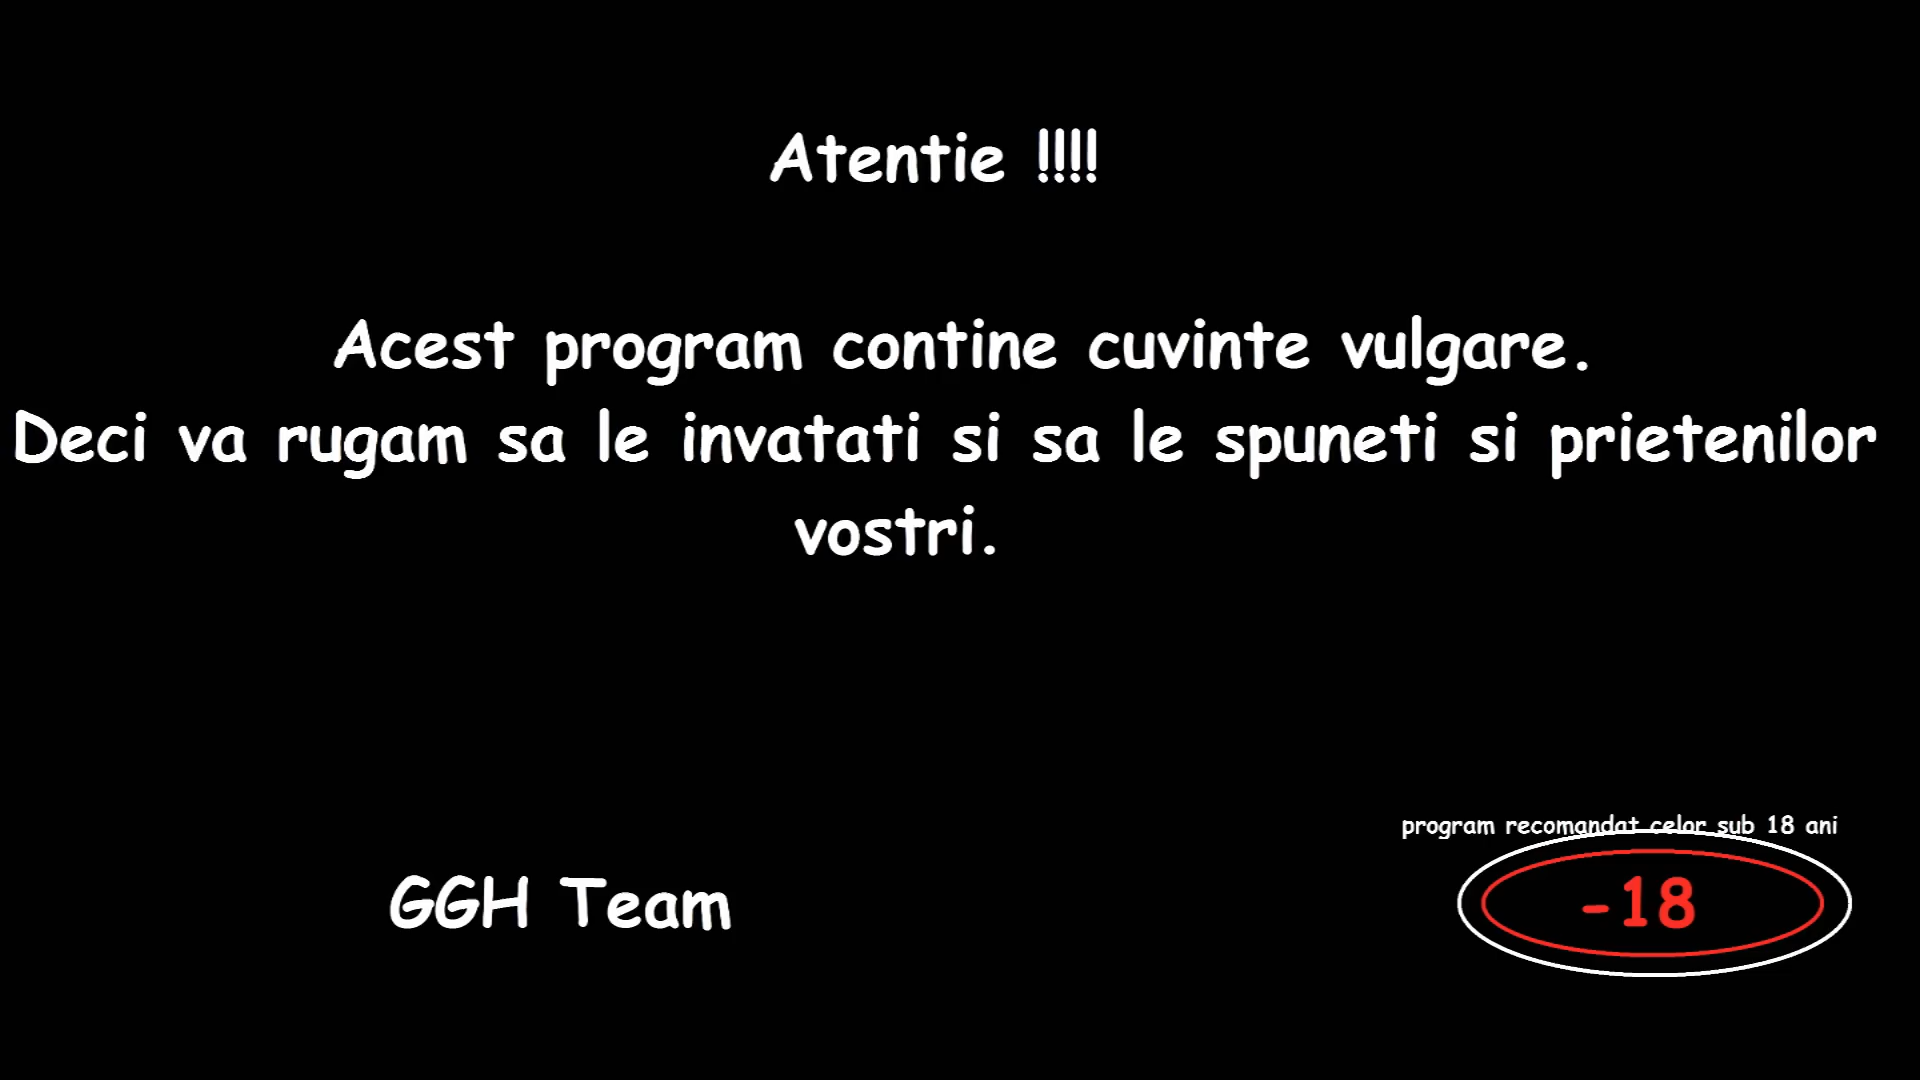 Atentie !!!!
Acest program contine cuvinte vulgare.
Deci va rugam sa le invatati si sa le spuneti si prietenilor
vostri.
program recomandat celor sub 18 ani
GGH Team
-18